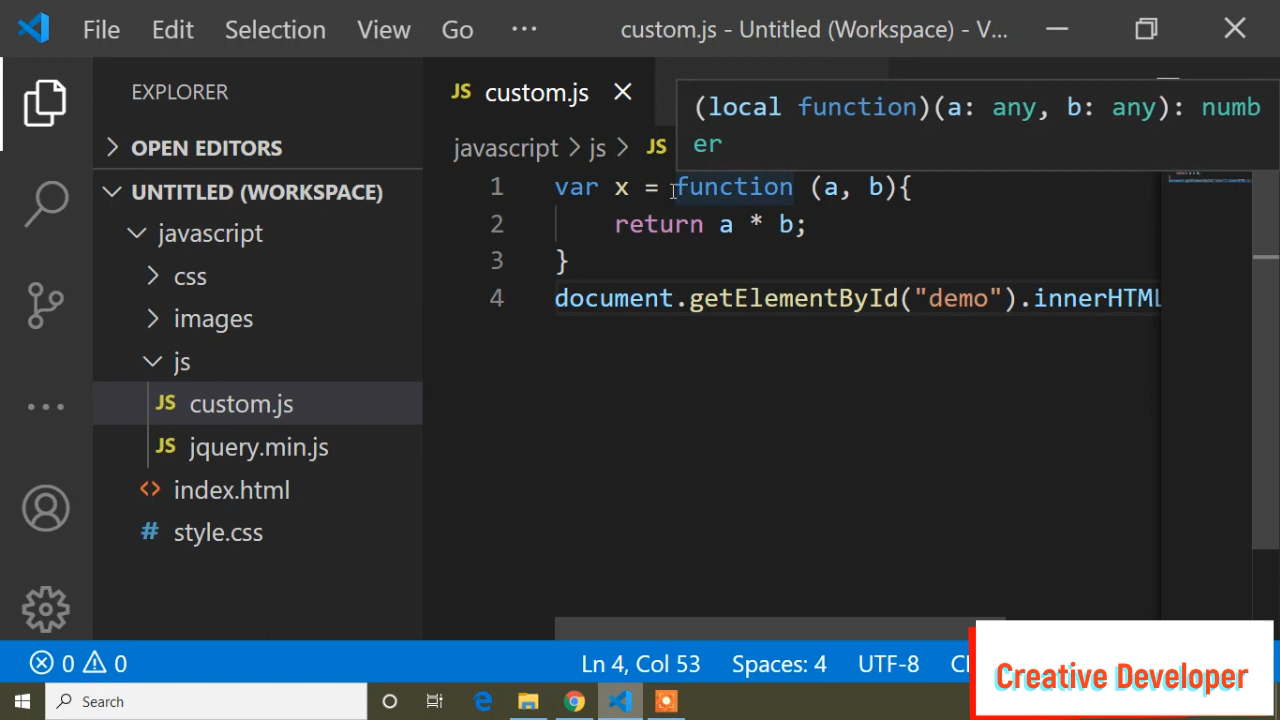 File Edit Selection View Go ··· custom.js - Untitled (Workspace) - V...
EXPLORER
OPEN EDITORS
UNTITLED (WORKSPACE)
javascript
css
images
js
JS custom.js
JS jquery.min.js
<> index.html
# style.css
JS custom.js
javascript > js > JS
(local function)(a: any, b: any): numb
er
1 var x = function (a, b){
2 return a * b;
3 }
4 document.getElementById("demo").innerHTML
0 0 Ln 4, Col 53 Spaces: 4 UTF-8
Search
Creative Developer